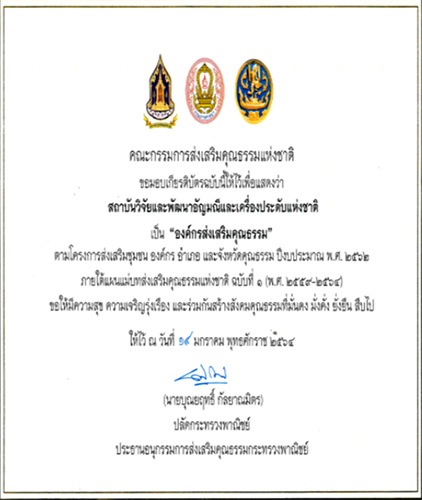 คณะกรรมการส่งเสริมคุณธรรมแห่งชาติ
ขอมอบเกียรติบัตรฉบับนี้ให้ไว้เพื่อแสดงว่า
สถาบันวิจัยและพัฒนาอัญมณีและเครื่องประดับแห่งชาติ
เป็น “องค์กรส่งเสริมคุณธรรม”
ตามโครงการส่งเสริมชุมชน องค์กร อำเภอ และจังหวัดคุณธรรม ปีงบประมาณ พ.ศ. ๒๕๖๒
ภายใต้แผนแม่บทส่งเสริมคุณธรรมแห่งชาติ ฉบับที่ ๑ (พ.ศ. ๒๕๕๙-๒๕๖๔)
ขอให้มีความสุข ความเจริญรุ่งเรือง และร่วมกันสร้างสังคมคุณธรรมที่มั่นคง มั่งคั่ง ยั่งยืน สืบไป
ให้ไว้ ณ วันที่ ๑๙ มกราคม พุทธศักราช ๒๕๖๔
(นายบุณยฤทธิ์ กัลยาณมิตร)
ปลัดกระทรวงพาณิชย์
ประธานอนุกรรมการส่งเสริมคุณธรรมกระทรวงพาณิชย์